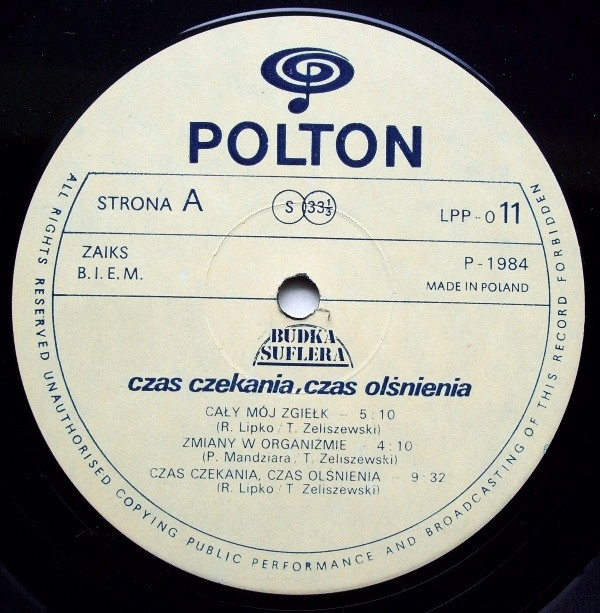 POLTON
STRONA A
S 33 1/3
LPP-011
ZAIKS
B.I.E.M.
P-1984
MADE IN POLAND
BUDKA
SUFLERA
czas czekania, czas olśnienia
CAŁY MÓJ ZGIEŁK - 5:10
(R. Lipko / T. Zeliszewski)
ZMIANY W ORGANIZMIE - 4:10
(P. Mandziara / T. Zeliszewski)
CZAS CZEKANIA, CZAS OLŚNIENIA - 9:32
(R. Lipko / T. Zeliszewski)
ALL RIGHTS RESERVED UNAUTHORISED COPYING PUBLIC PERFORMANCE AND BROADCASTING OF THIS RECORD FORBIDDEN